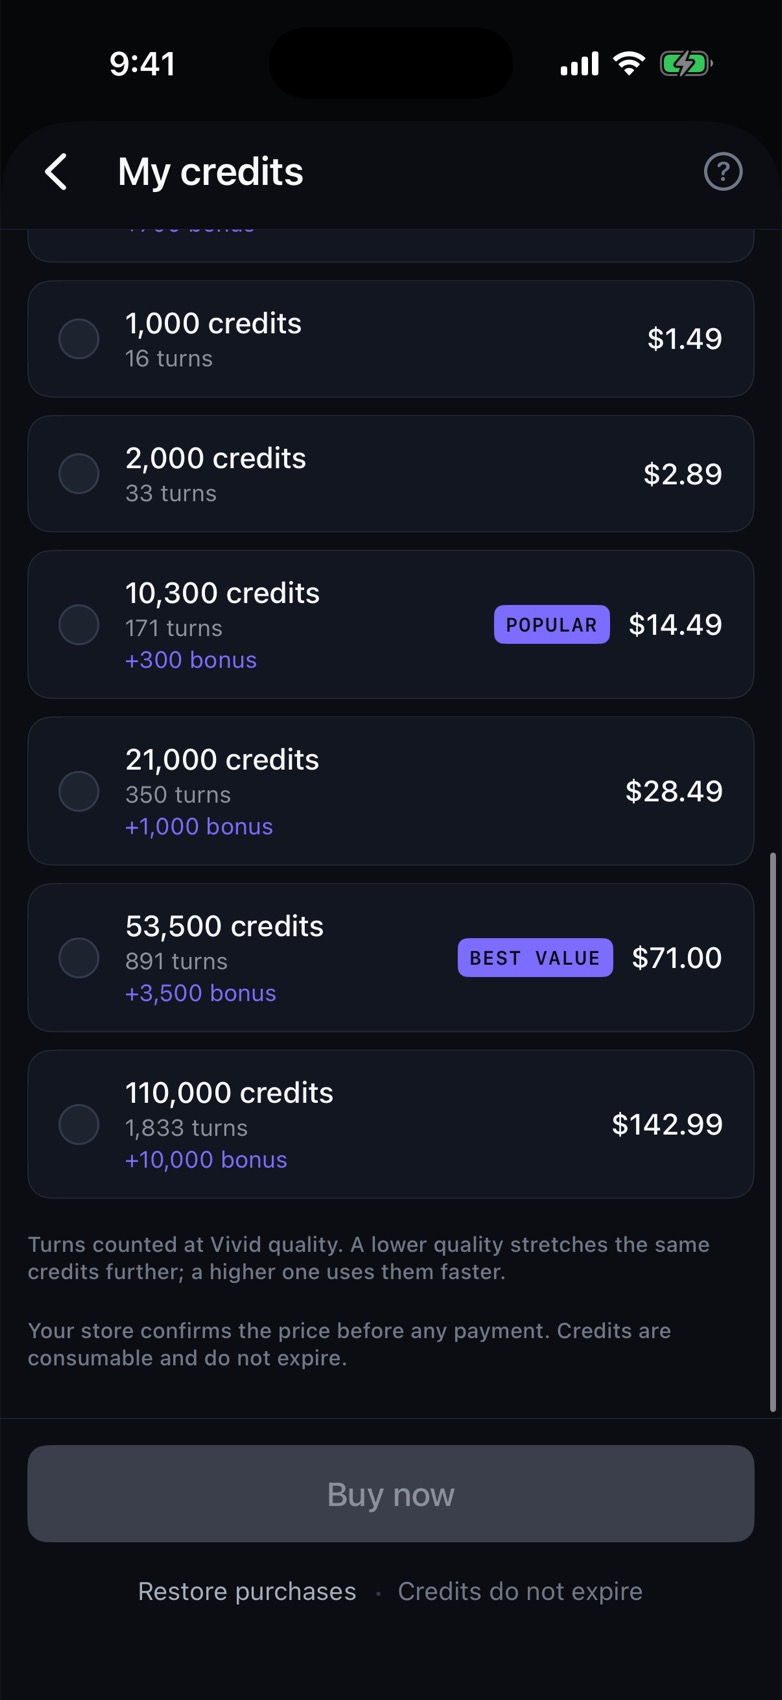 9:41
My credits
?
+700 bonus
1,000 credits
16 turns
$1.49
2,000 credits
33 turns
$2.89
10,300 credits
171 turns
+300 bonus
POPULAR
$14.49
21,000 credits
350 turns
+1,000 bonus
$28.49
53,500 credits
891 turns
+3,500 bonus
BEST VALUE
$71.00
110,000 credits
1,833 turns
+10,000 bonus
$142.99
Turns counted at Vivid quality. A lower quality stretches the same
credits further; a higher one uses them faster.
Your store confirms the price before any payment. Credits are
consumable and do not expire.
Buy now
Restore purchases · Credits do not expire